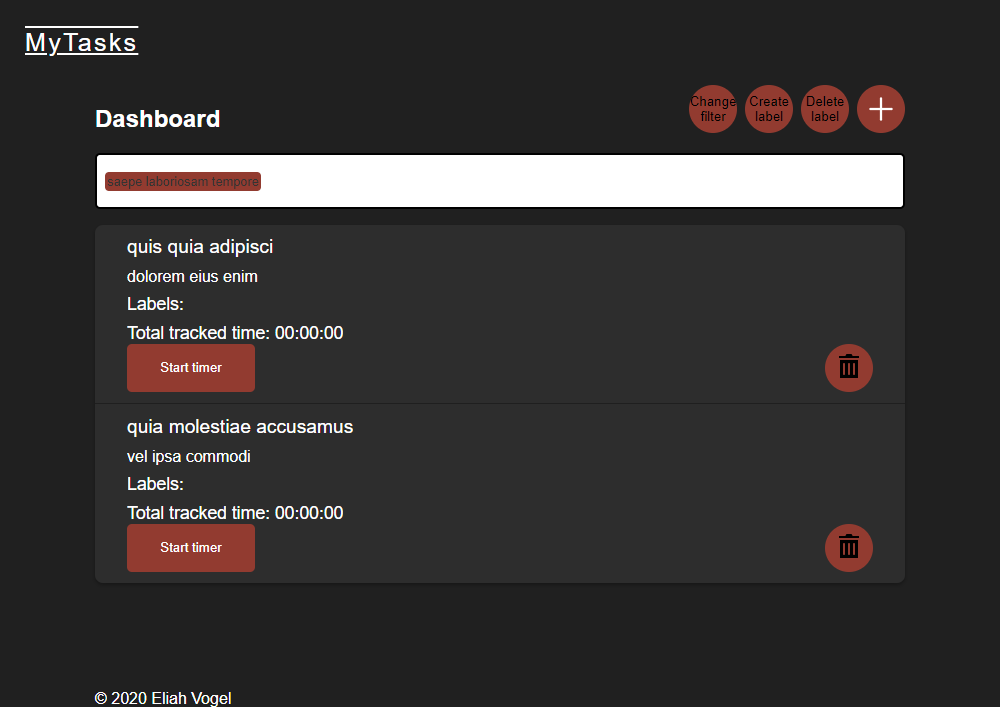 MyTasks
Dashboard
Change
filter
Create
label
Delete
label
saepe laboriosam tempore
quis quia adipisci
dolorem eius enim
Labels:
Total tracked time: 00:00:00
Start timer
quia molestiae accusamus
vel ipsa commodi
Labels:
Total tracked time: 00:00:00
Start timer
© 2020 Eliah Vogel